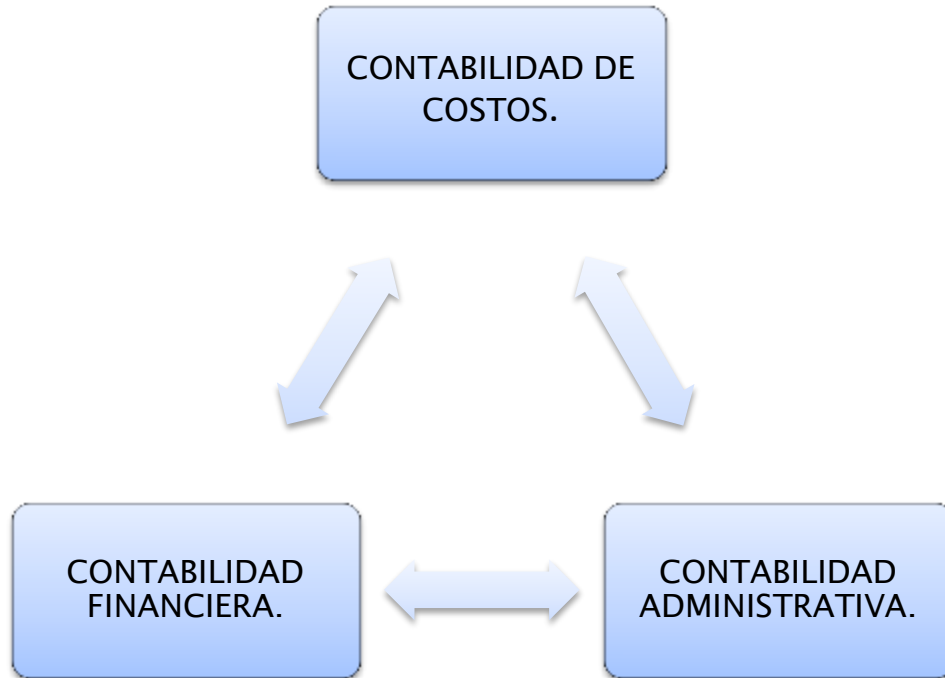 CONTABILIDAD DE
COSTOS.
CONTABILIDAD
FINANCIERA.
CONTABILIDAD
ADMINISTRATIVA.